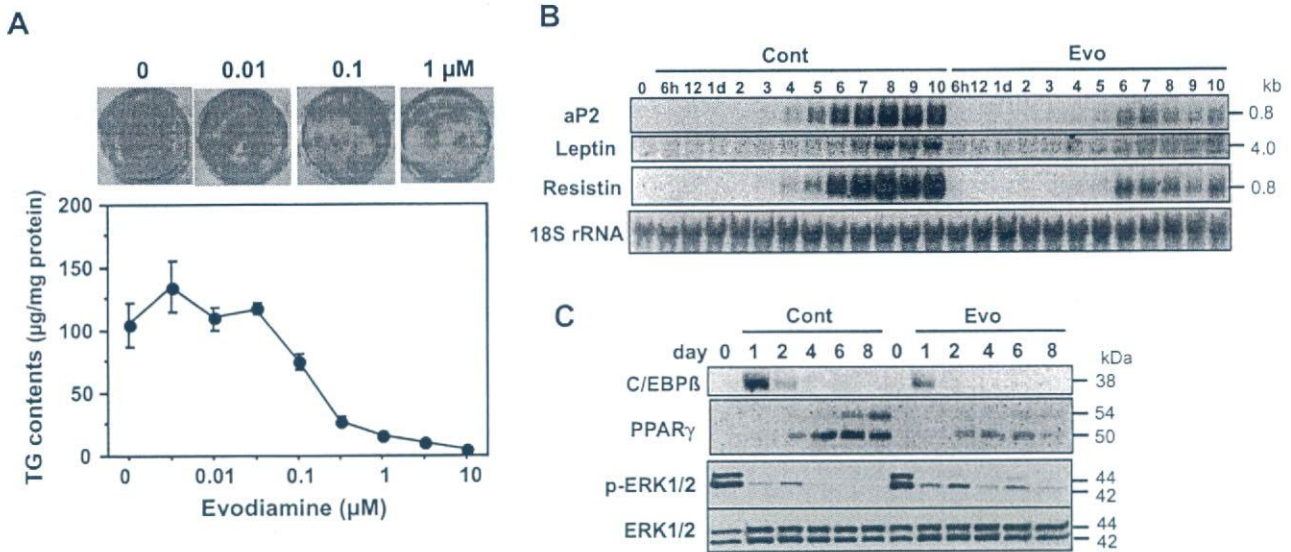 A
0 0.01 0.1 1 µM
TG contents (µg/mg protein)
200
150
100
50
0
0 0.01 0.1 1 10
Evodiamine (µM)
B
Cont Evo
0 6h 12 1d 2 3 4 5 6 7 8 9 10 6h 12 1d 2 3 4 5 6 7 8 9 10 kb
aP2 0.8
Leptin 4.0
Resistin 0.8
18S rRNA
C
Cont Evo
day 0 1 2 4 6 8 0 1 2 4 6 8 kDa
C/EBPß 38
PPARγ 54
50
p-ERK1/2 44
42
ERK1/2 44
42